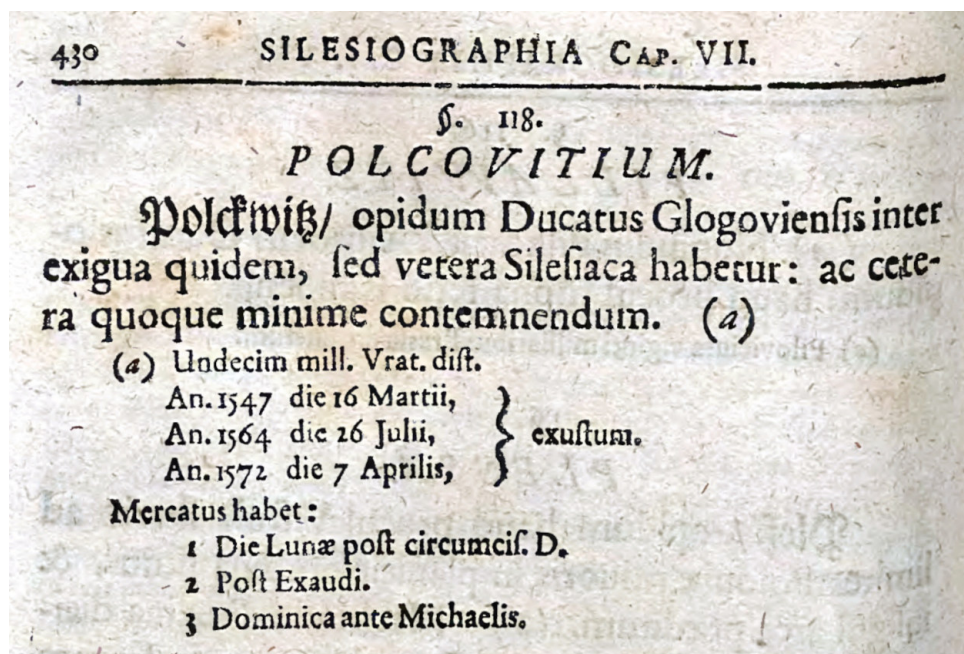 430 SILESIOGRAPHIA CAP. VII.
§. 118.
POLCOVITIUM.
Polckwitz/ opidum Ducatus Glogoviensis inter
exigua quidem, sed vetera Silesiaca habetur: ac cete-
ra quoque minime contemnendum. (a)
(a) Undecim mill. Vrat. dist.
An. 1547 die 16 Martii,
An. 1564 die 26 Julii, } exustum.
An. 1572 die 7 Aprilis,
Mercatus habet:
1 Die Lunæ post circumcis. D.
2 Post Exaudi.
3 Dominica ante Michaelis.